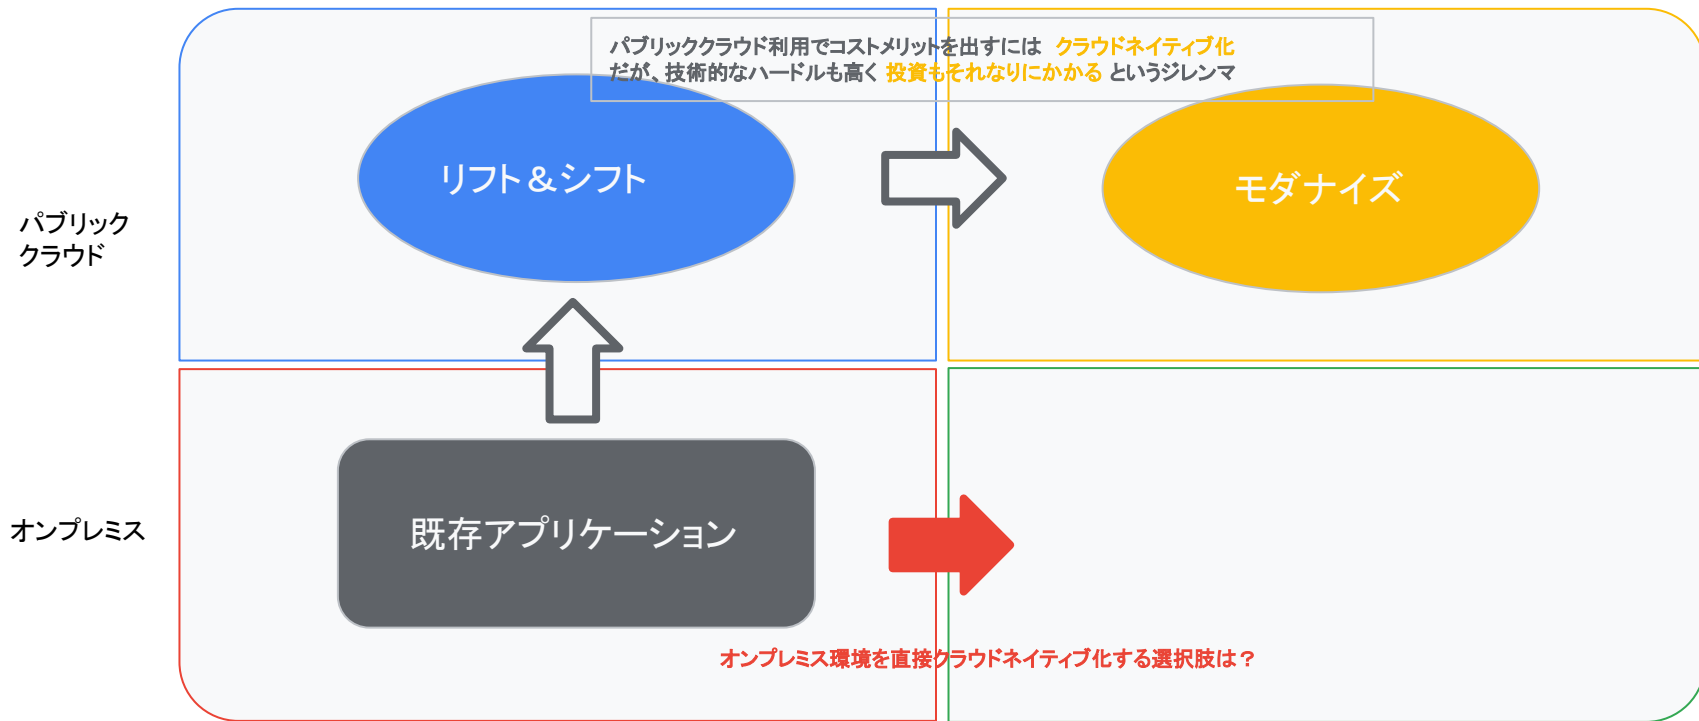 パブリッククラウド利用でコストメリットを出すには クラウドネイティブ化
だが、技術的なハードルも高く 投資もそれなりにかかる というジレンマ
リフト&シフト
モダナイズ
パブリック
クラウド
既存アプリケーション
オンプレミス
オンプレミス環境を直接クラウドネイティブ化する選択肢は?